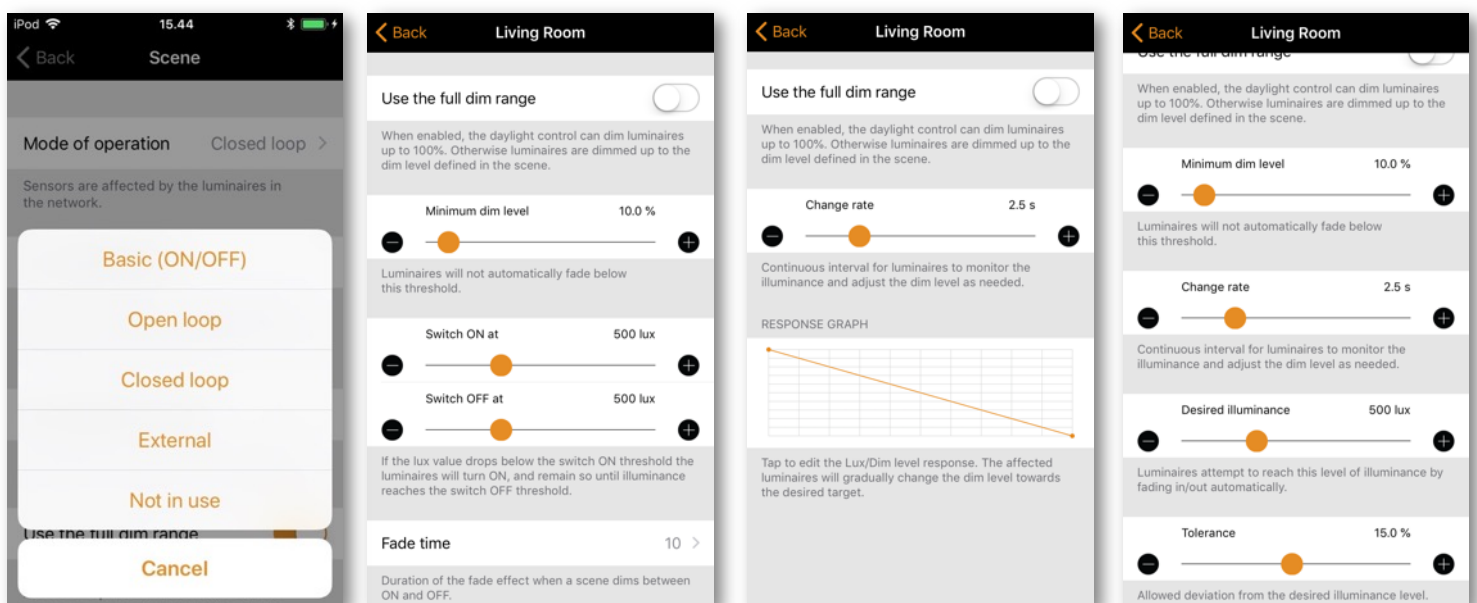 iPod
15.44
Back
Scene
Mode of operation
Closed loop
Sensors are affected by the luminaires in
the network.
Basic (ON/OFF)
Open loop
Closed loop
External
Not in use
Use the full dim range
Cancel
Back
Living Room
Use the full dim range
When enabled, the daylight control can dim luminaires
up to 100%. Otherwise luminaires are dimmed up to the
dim level defined in the scene.
Minimum dim level 10.0 %
Luminaires will not automatically fade below
this threshold.
Switch ON at 500 lux
Switch OFF at 500 lux
If the lux value drops below the switch ON threshold the
luminaires will turn ON, and remain so until illuminance
reaches the switch OFF threshold.
Fade time 10
Duration of the fade effect when a scene dims between
ON and OFF.
Back
Living Room
Use the full dim range
When enabled, the daylight control can dim luminaires
up to 100%. Otherwise luminaires are dimmed up to the
dim level defined in the scene.
Change rate 2.5 s
Continuous interval for luminaires to monitor the
illuminance and adjust the dim level as needed.
RESPONSE GRAPH
Tap to edit the Lux/Dim level response. The affected
luminaires will gradually change the dim level towards
the desired target.
Back
Living Room
Use the full dim range
When enabled, the daylight control can dim luminaires
up to 100%. Otherwise luminaires are dimmed up to the
dim level defined in the scene.
Minimum dim level 10.0 %
Luminaires will not automatically fade below
this threshold.
Change rate 2.5 s
Continuous interval for luminaires to monitor the
illuminance and adjust the dim level as needed.
Desired illuminance 500 lux
Luminaires attempt to reach this level of illuminance by
fading in/out automatically.
Tolerance 15.0 %
Allowed deviation from the desired illuminance level.